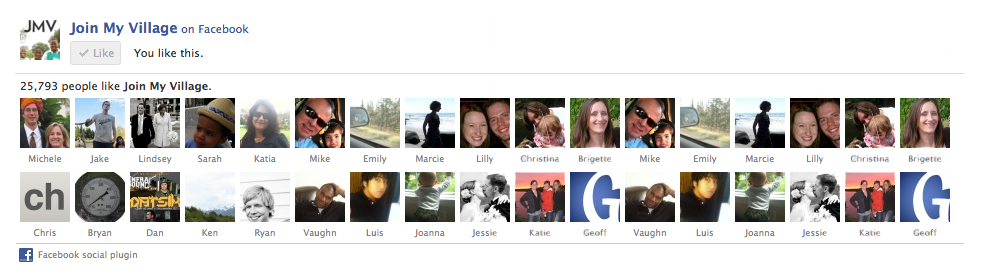 JMV
Join My Village on Facebook
Like
You like this.
25,793 people like Join My Village.
Michele Jake Lindsey Sarah Katia Mike Emily Marcie Lilly Christina Brigette Mike Emily Marcie Lilly Christina Brigette
ch
Chris Bryan Dan Ken Ryan Vaughn Luis Joanna Jessie Katie Geoff Vaughn Luis Joanna Jessie Katie Geoff
Facebook social plugin